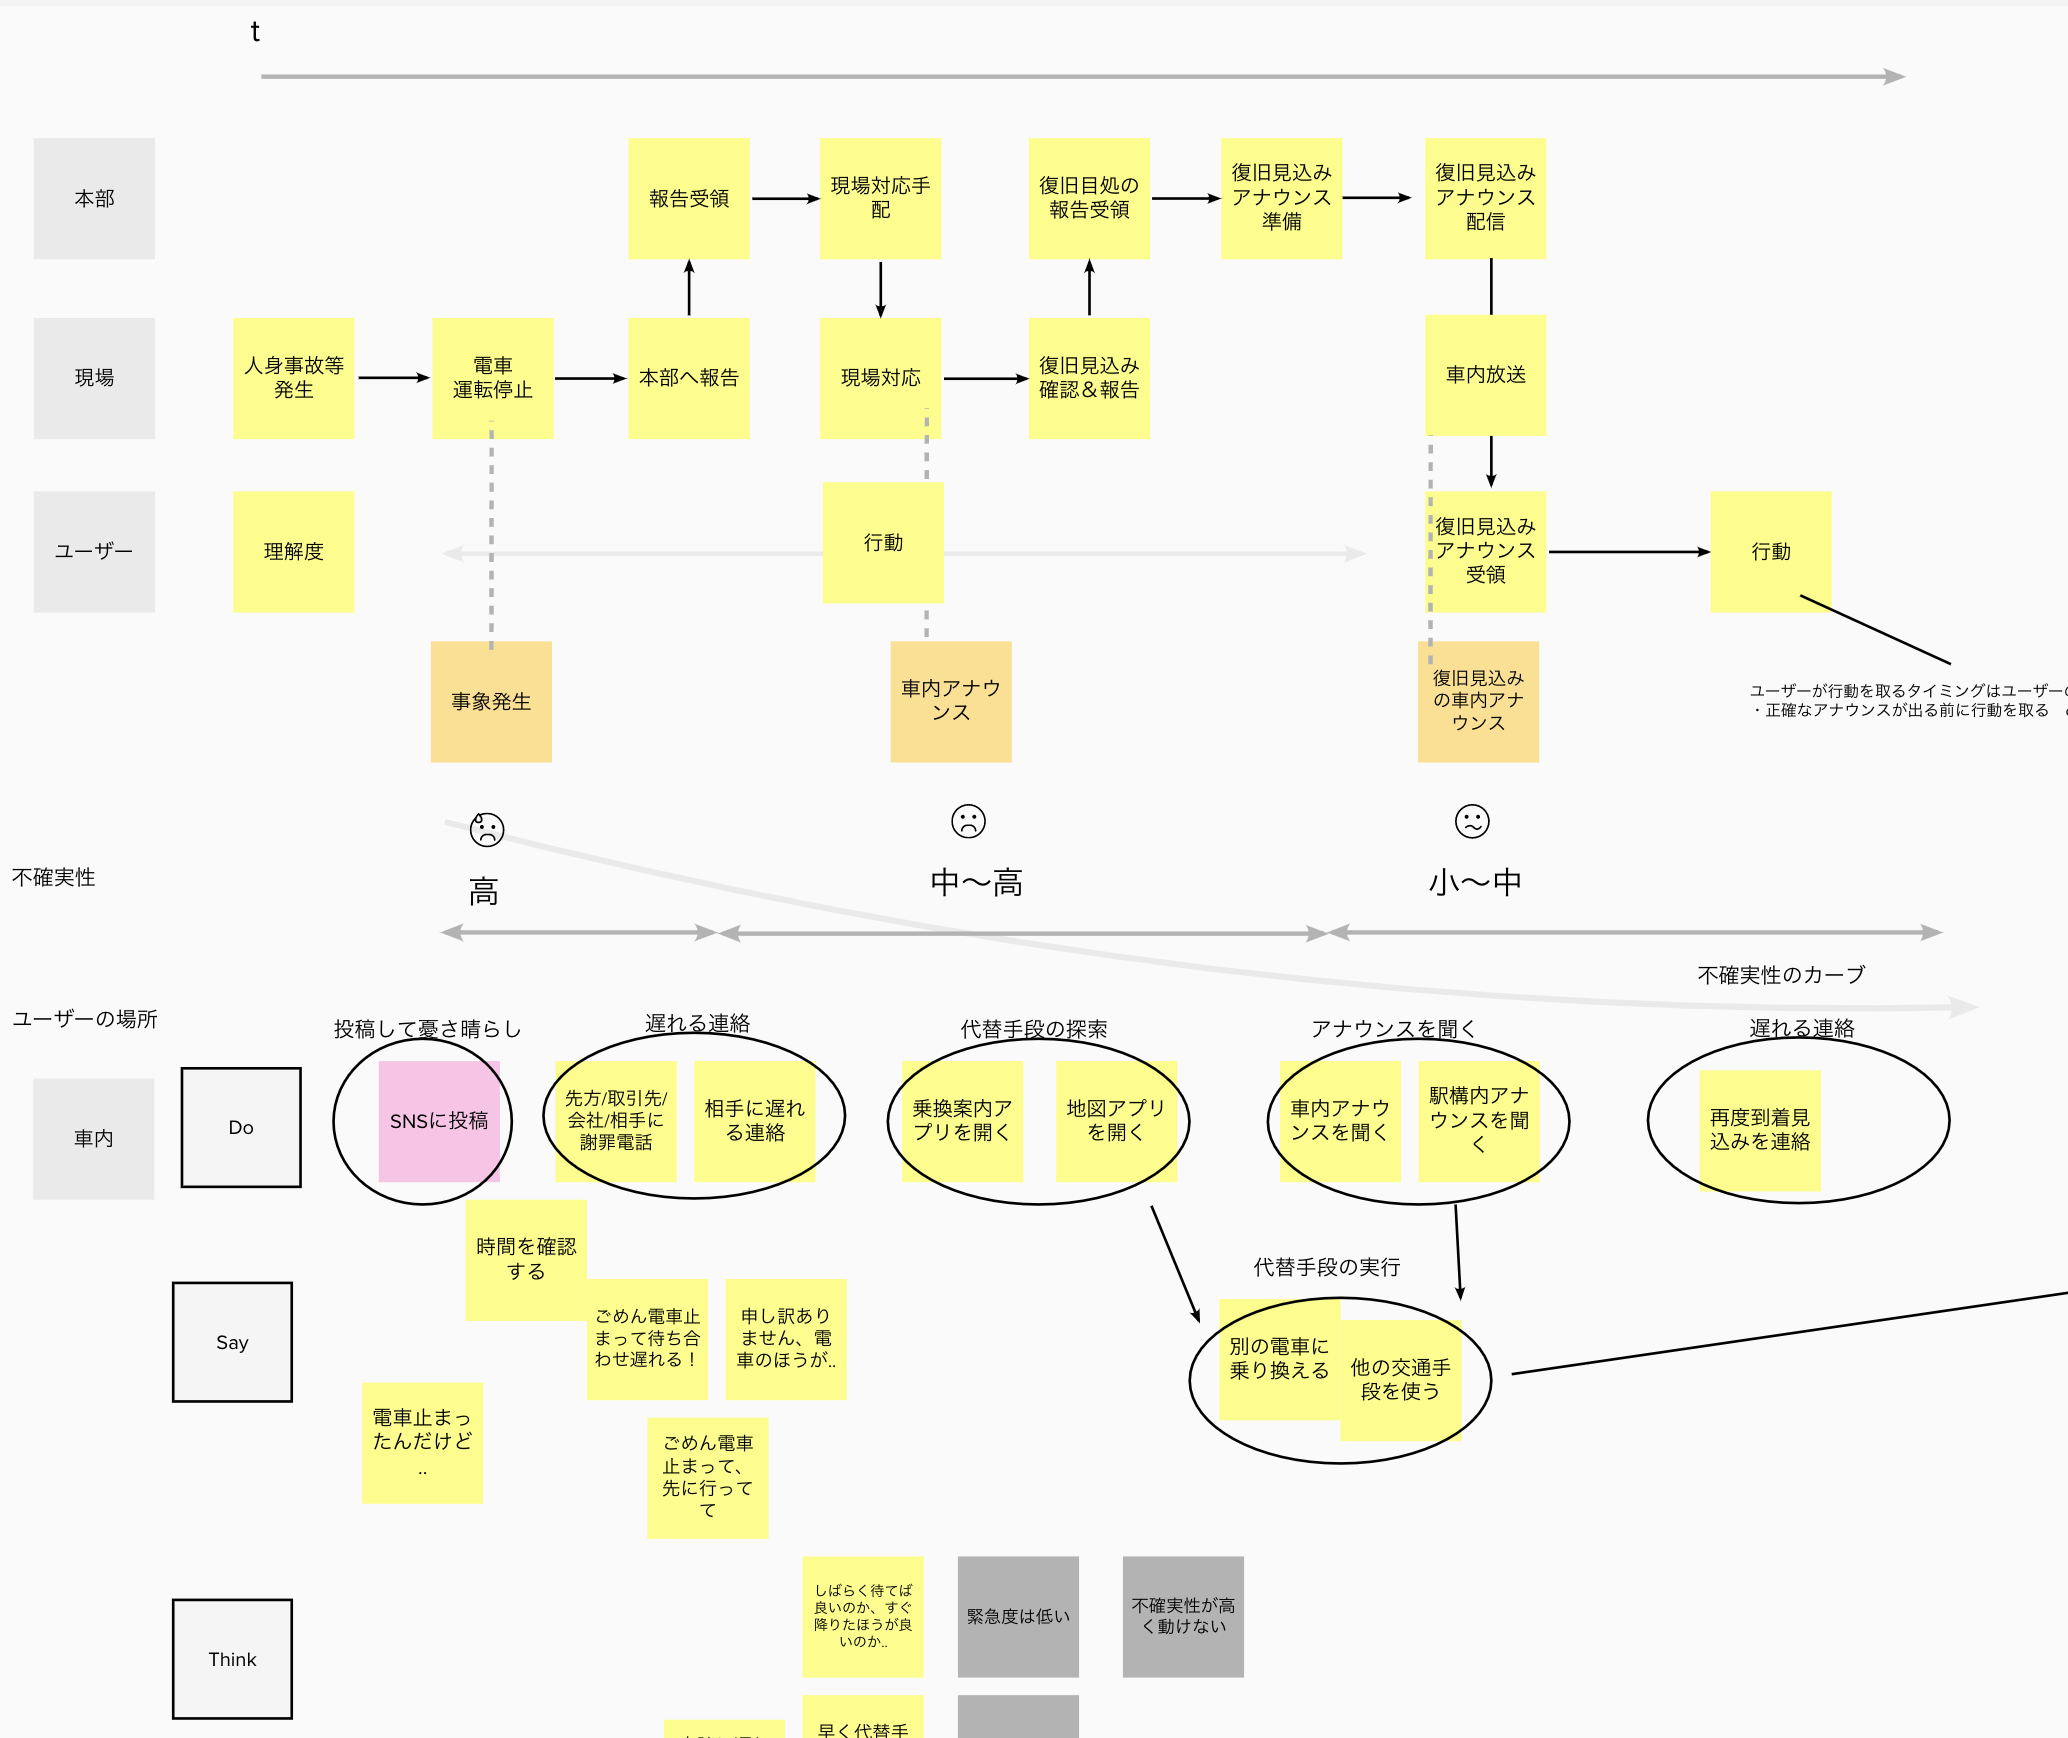 t
本部
報告受領
現場対応手
配
復旧目処の
報告受領
復旧見込み
アナウンス
準備
復旧見込み
アナウンス
配信
現場
人身事故等
発生
電車
運転停止
本部へ報告
現場対応
復旧見込み
確認＆報告
車内放送
ユーザー
理解度
行動
復旧見込み
アナウンス
受領
行動
事象発生
車内アナウ
ンス
復旧見込み
の車内アナ
ウンス
ユーザーが行動を取るタイミングはユーザーの
・正確なアナウンスが出る前に行動を取る
不確実性
高
中〜高
小〜中
不確実性のカーブ
ユーザーの場所
投稿して憂さ晴らし
遅れる連絡
代替手段の探索
アナウンスを聞く
遅れる連絡
車内
Do
SNSに投稿
先方/取引先/
会社/相手に
謝罪電話
相手に遅れ
る連絡
乗換案内ア
プリを開く
地図アプリ
を開く
車内アナウ
ンスを聞く
駅構内アナ
ウンスを聞
く
再度到着見
込みを連絡
時間を確認
する
代替手段の実行
Say
ごめん電車止
まって待ち合
わせ遅れる！
申し訳あり
ません、電
車のほうが..
別の電車に
乗り換える
他の交通手
段を使う
電車止まっ
たんだけど
..
ごめん電車
止まって、
先に行って
て
Think
しばらく待てば
良いのか、すぐ
降りたほうが良
いのか..
緊急度は低い
不確実性が高
く動けない
早く代替手